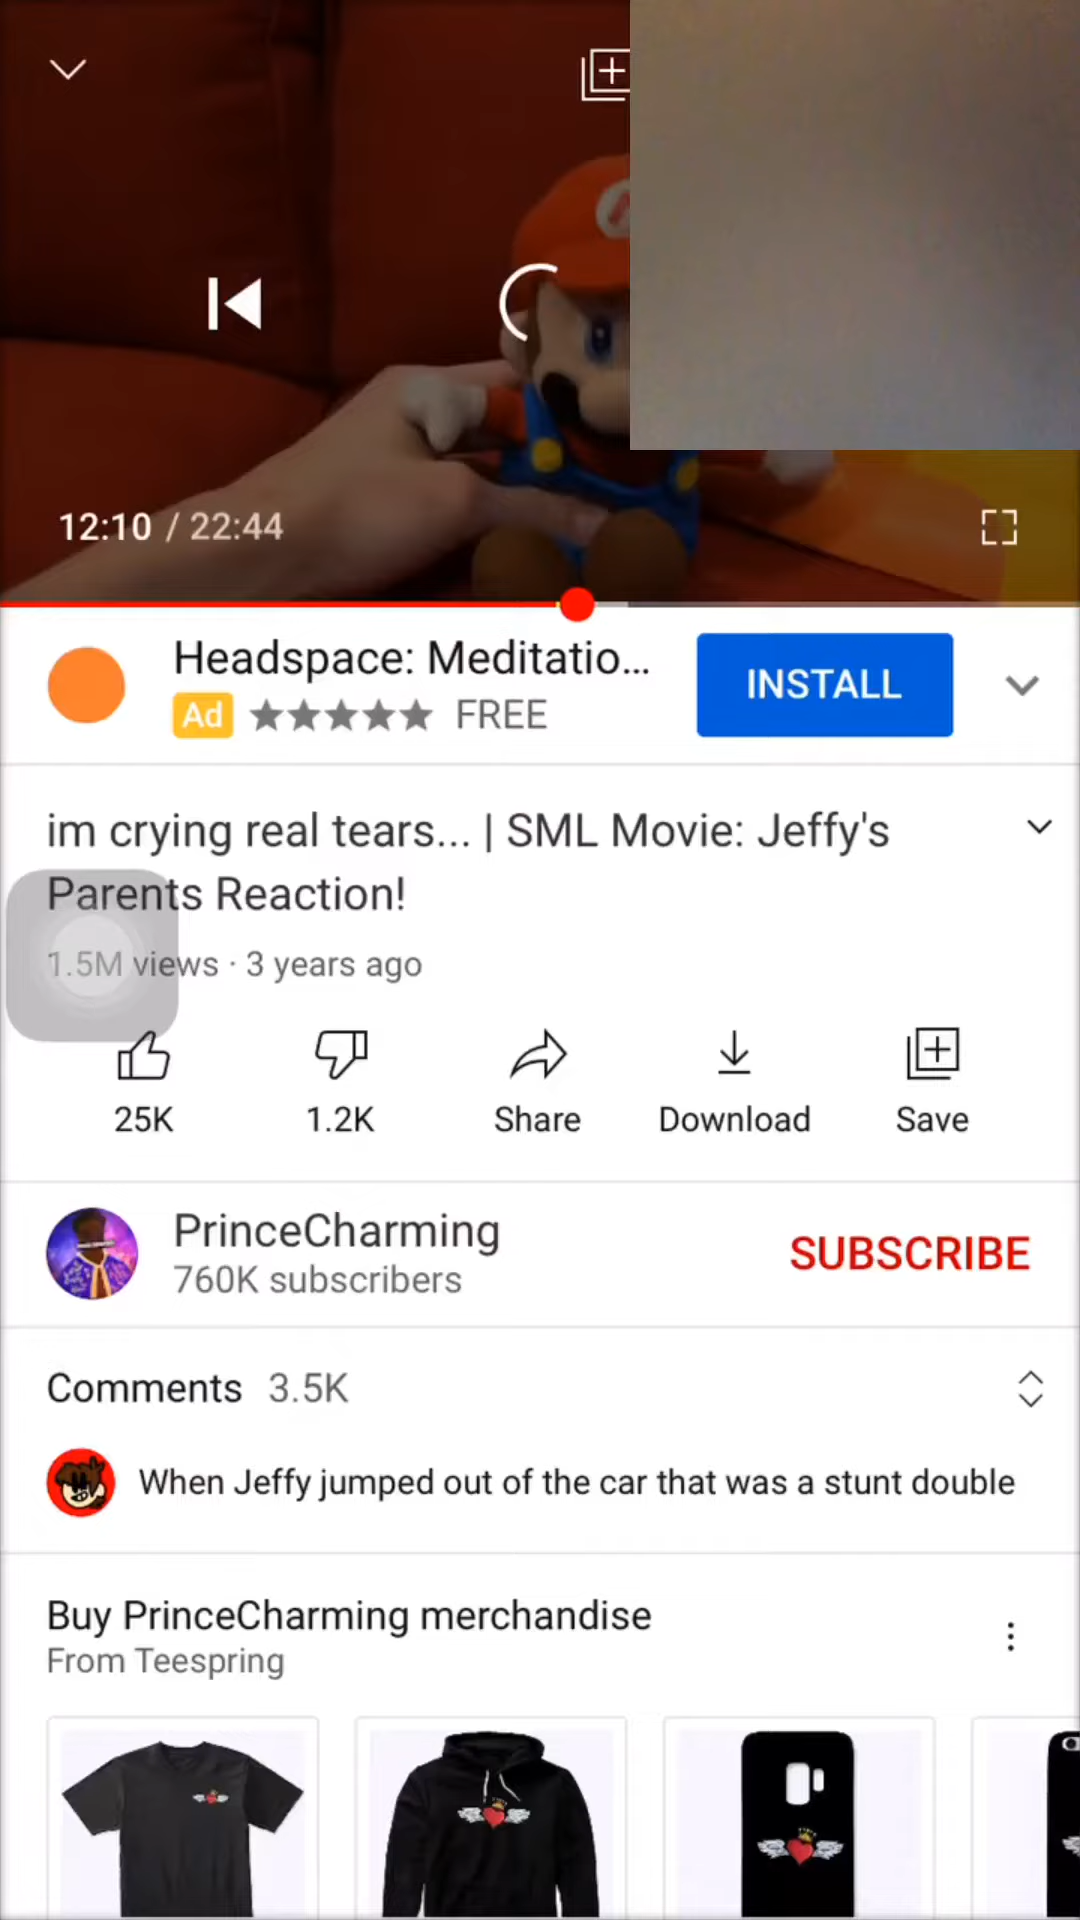 12:10 / 22:44
Headspace: Meditatio...
INSTALL
Ad
FREE
im crying real tears... | SML Movie: Jeffy's
Parents Reaction!
1.5M views · 3 years ago
25K
1.2K
Share
Download
Save
PrinceCharming
760K subscribers
SUBSCRIBE
Comments 3.5K
When Jeffy jumped out of the car that was a stunt double
Buy PrinceCharming merchandise
From Teespring